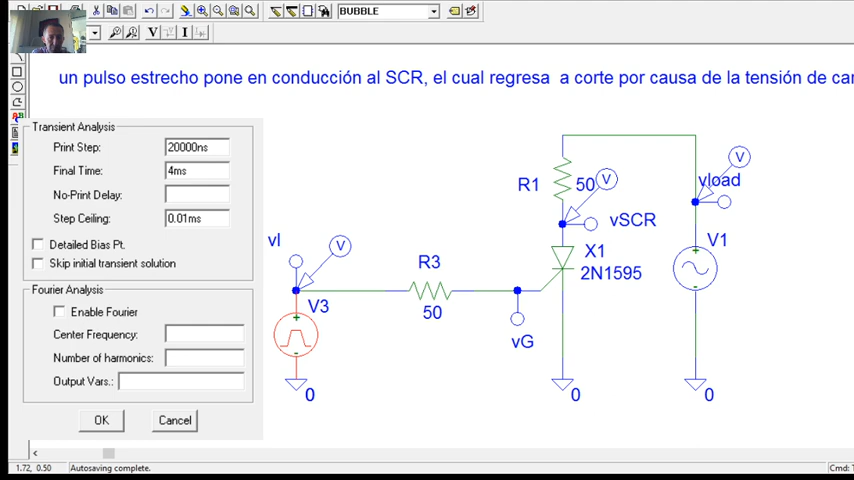 BUBBLE
V I
un pulso estrecho pone en conducción al SCR, el cual regresa a corte por causa de la tensión de car
Transient Analysis
Print Step: 20000ns
Final Time: 4ms
No-Print Delay:
Step Ceiling: 0.01ms
Detailed Bias Pt.
Skip initial transient solution
Fourier Analysis
Enable Fourier
Center Frequency:
Number of harmonics:
Output Vars.:
OK Cancel
vI
V
V3
0
R3
50
vG
R1 50
V
vSCR
X1
2N1595
0
V
vload
V1
0
1.72, 0.50 Autosaving complete. Cmd: